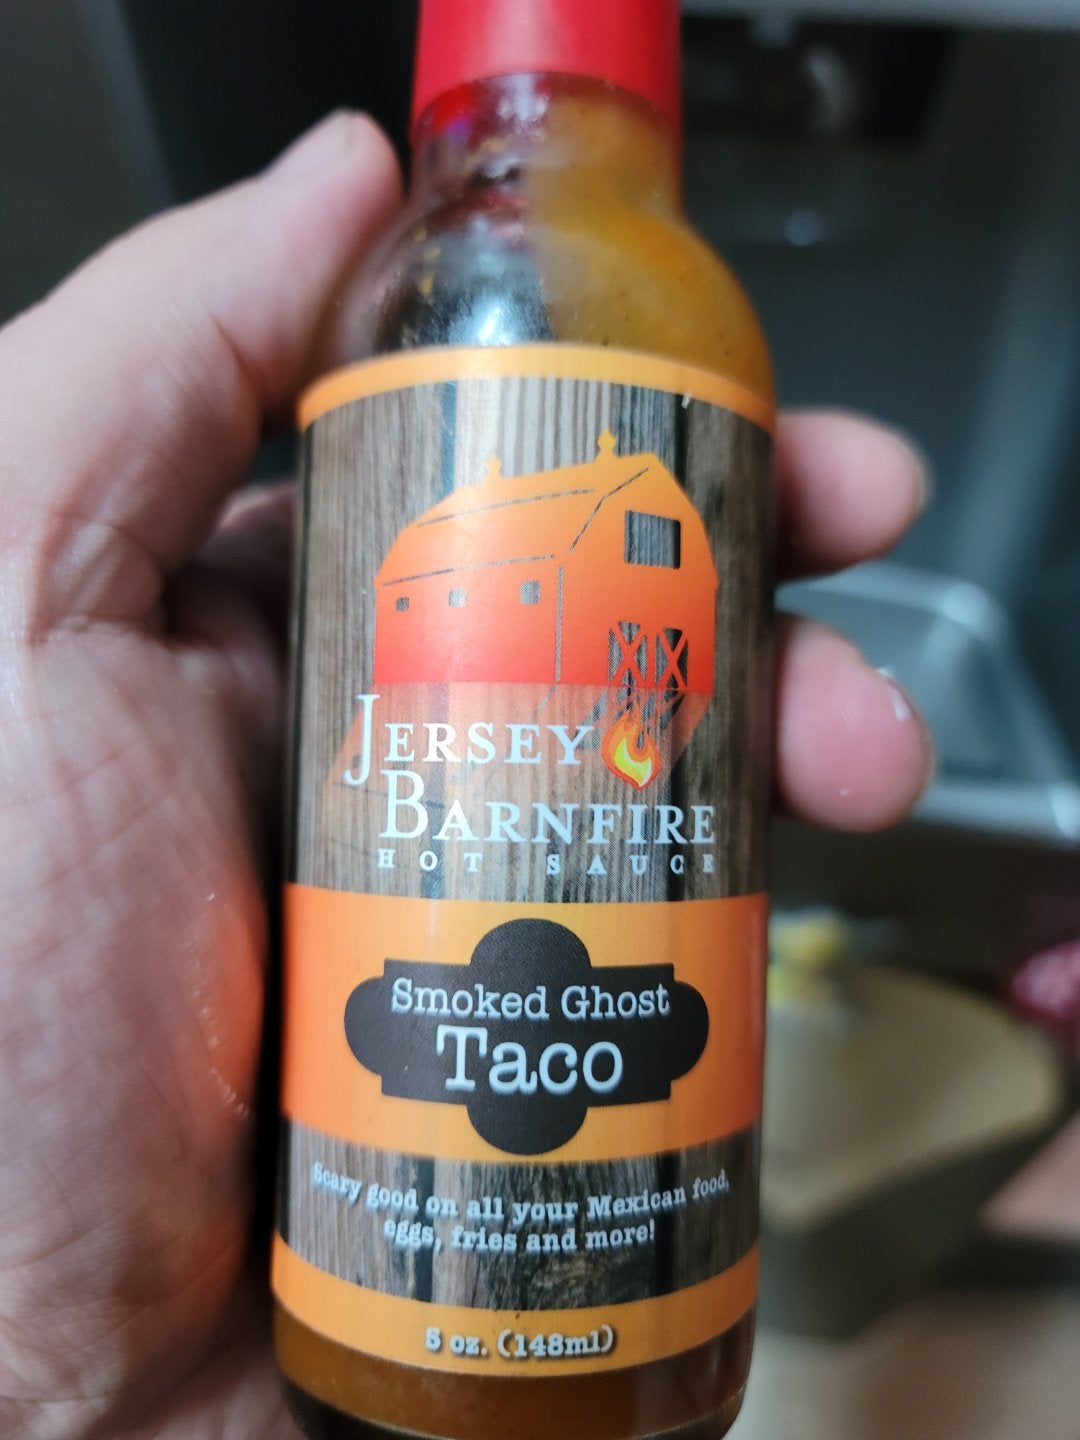 JERSEY
BARNFIRE
HOT SAUCE
Smoked Ghost
Taco
Scary good on all your Mexican food,
eggs, fries and more!
5 oz. (148ml)